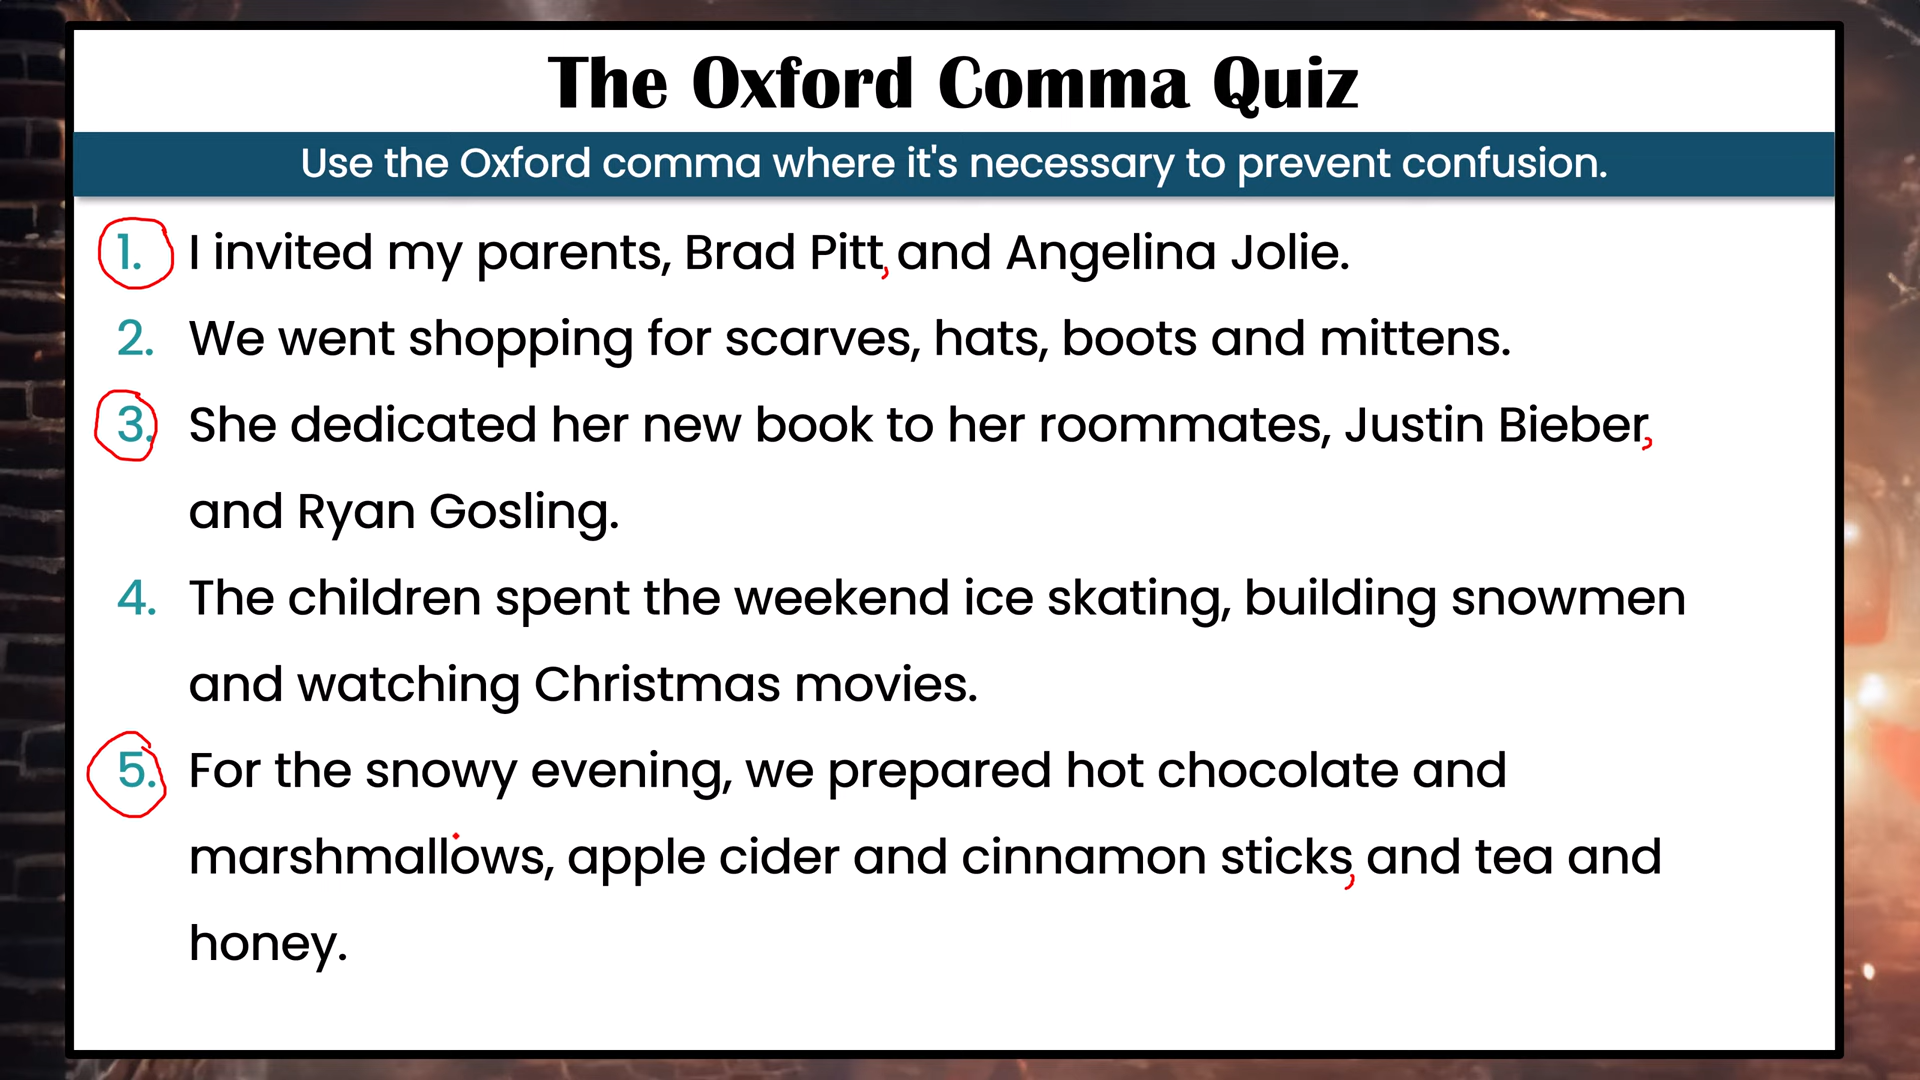 The Oxford Comma Quiz
Use the Oxford comma where it's necessary to prevent confusion.
1. I invited my parents, Brad Pitt, and Angelina Jolie.
2. We went shopping for scarves, hats, boots and mittens.
3. She dedicated her new book to her roommates, Justin Bieber,
and Ryan Gosling.
4. The children spent the weekend ice skating, building snowmen
and watching Christmas movies.
5. For the snowy evening, we prepared hot chocolate and
marshmallows, apple cider and cinnamon sticks, and tea and
honey.